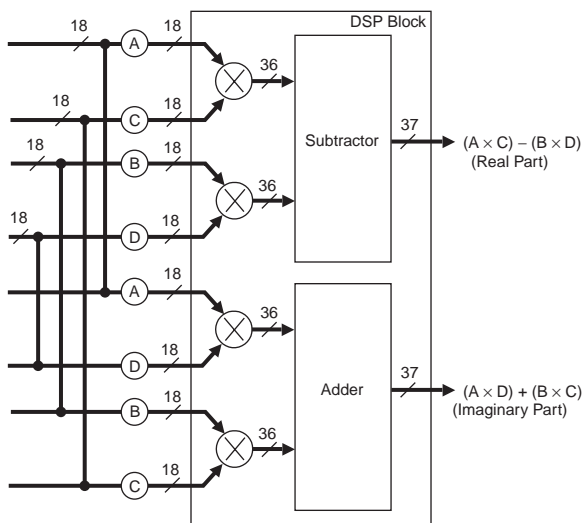 DSP Block
18
A
18
36
18
C
18
Subtractor
37
(A × C) – (B × D)
(Real Part)
18
B
18
36
18
D
18
A
18
36
D
18
Adder
37
(A × D) + (B × C)
(Imaginary Part)
B
18
36
C
18